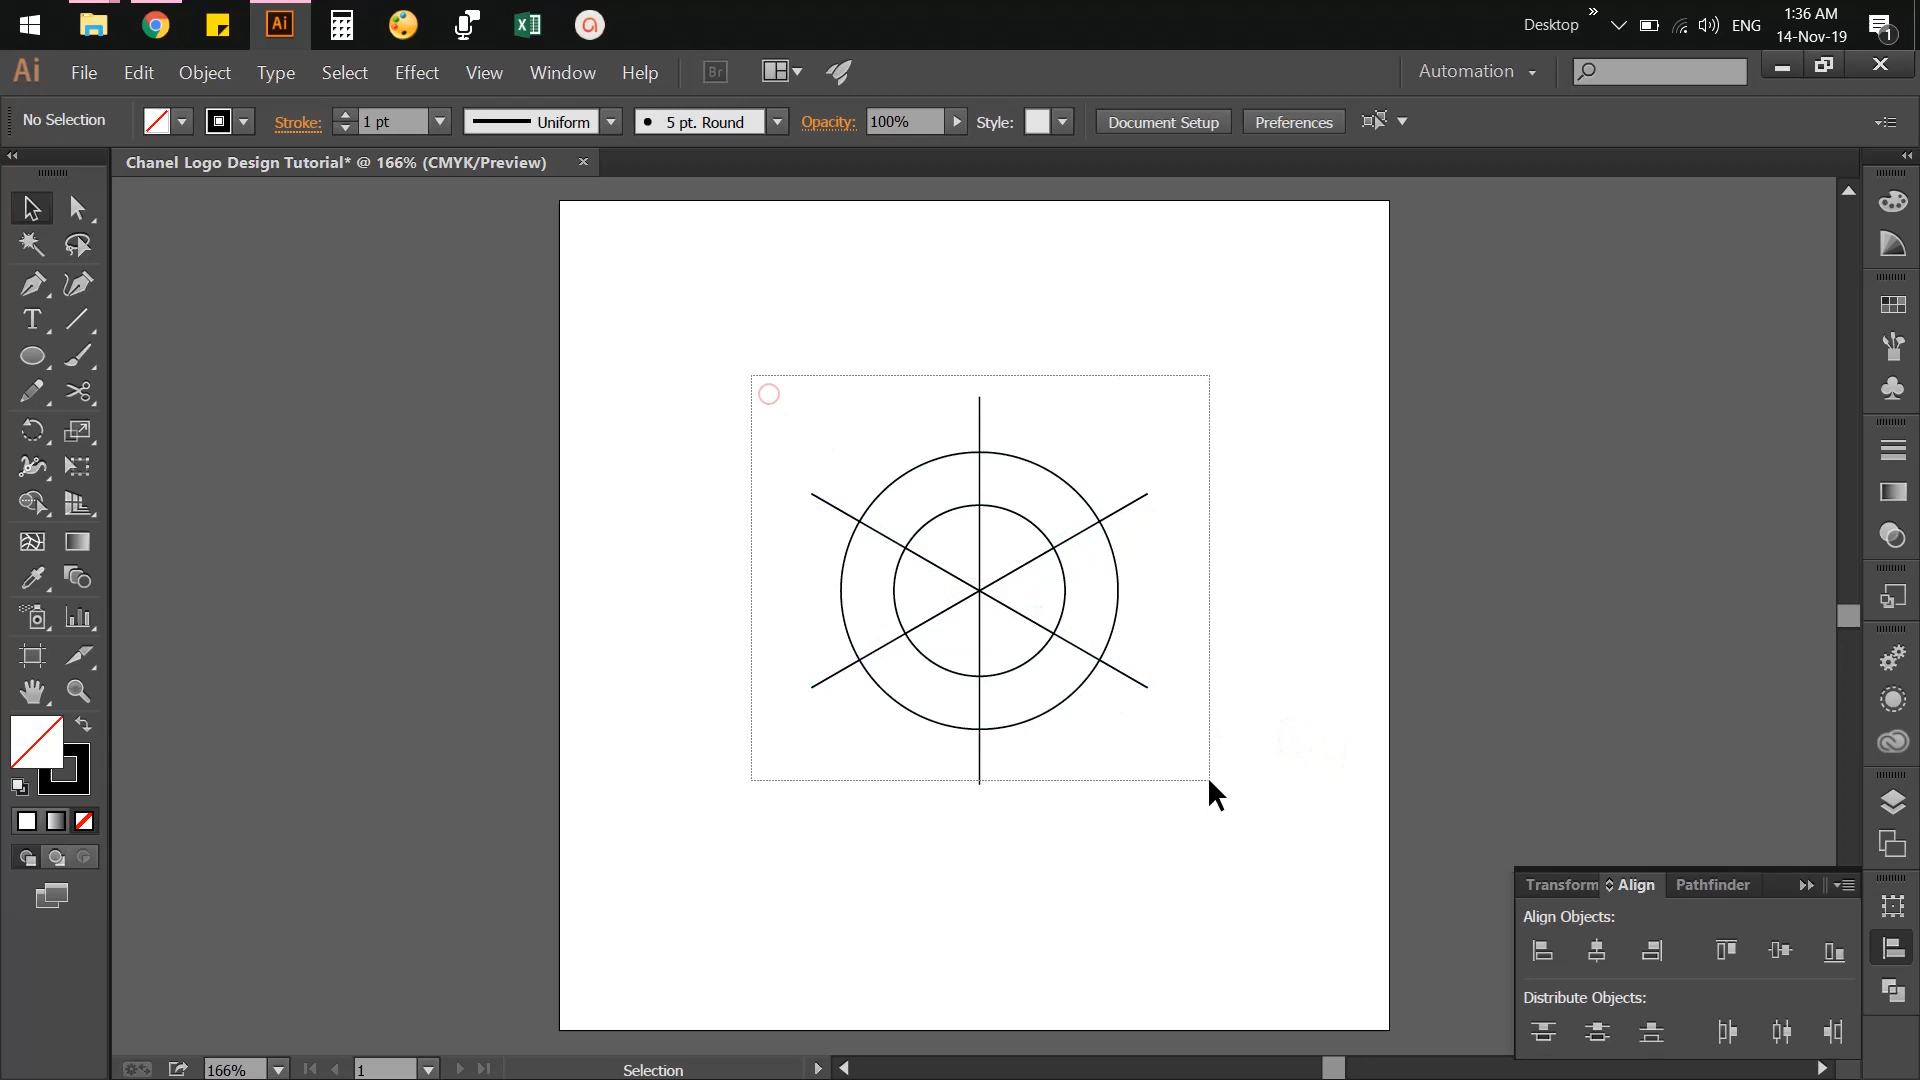 Desktop
ENG
1:36 AM
14-Nov-19
1
Ai
Ai File Edit Object Type Select Effect View Window Help Br Automation
No Selection Stroke: 1 pt Uniform 5 pt. Round Opacity: 100% Style: Document Setup Preferences
Chanel Logo Design Tutorial* @ 166% (CMYK/Preview)
T
Transform Align Pathfinder
Align Objects:
Distribute Objects:
166% 1 Selection